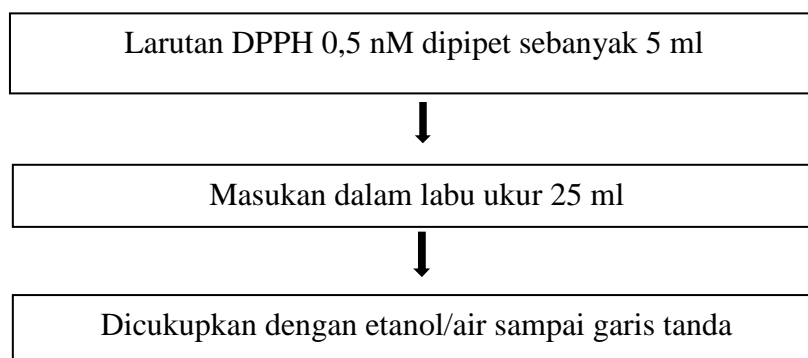 Larutan DPPH 0,5 nM dipipet sebanyak 5 ml
Masukan dalam labu ukur 25 ml
Dicukupkan dengan etanol/air sampai garis tanda